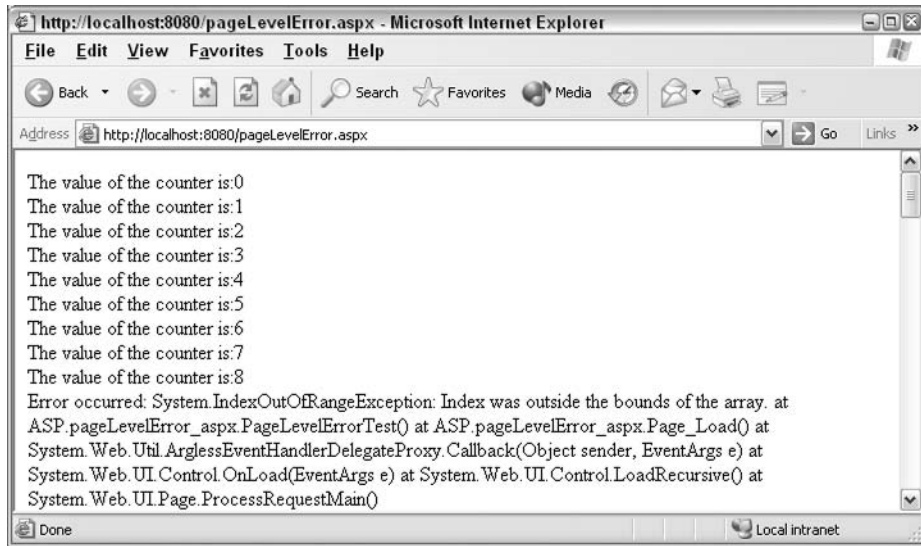 http://localhost:8080/pageLevelError.aspx - Microsoft Internet Explorer
File Edit View Favorites Tools Help
Back Search Favorites Media
Address http://localhost:8080/pageLevelError.aspx Go Links »
The value of the counter is:0
The value of the counter is:1
The value of the counter is:2
The value of the counter is:3
The value of the counter is:4
The value of the counter is:5
The value of the counter is:6
The value of the counter is:7
The value of the counter is:8
Error occurred: System.IndexOutOfRangeException: Index was outside the bounds of the array. at
ASP.pageLevelError_aspx.PageLevelErrorTest() at ASP.pageLevelError_aspx.Page_Load() at
System.Web.Util.ArglessEventHandlerDelegateProxy.Callback(Object sender, EventArgs e) at
System.Web.UI.Control.OnLoad(EventArgs e) at System.Web.UI.Control.LoadRecursive() at
System.Web.UI.Page.ProcessRequestMain()
Done Local intranet